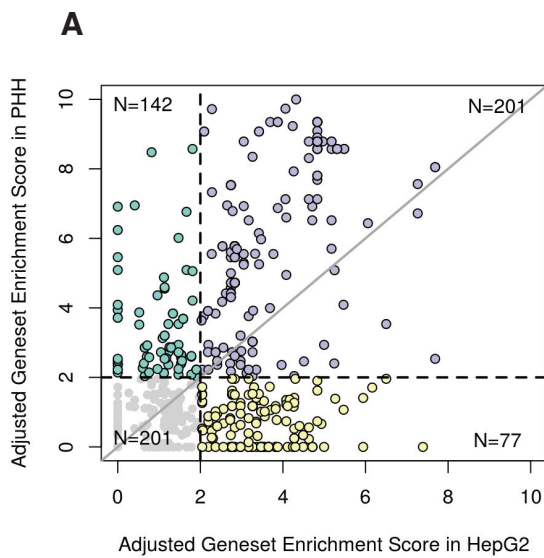 A
Adjusted Geneset Enrichment Score in PHH
10
8
6
4
2
0
N=142
N=201
N=201
N=77
0 2 4 6 8 10
Adjusted Geneset Enrichment Score in HepG2